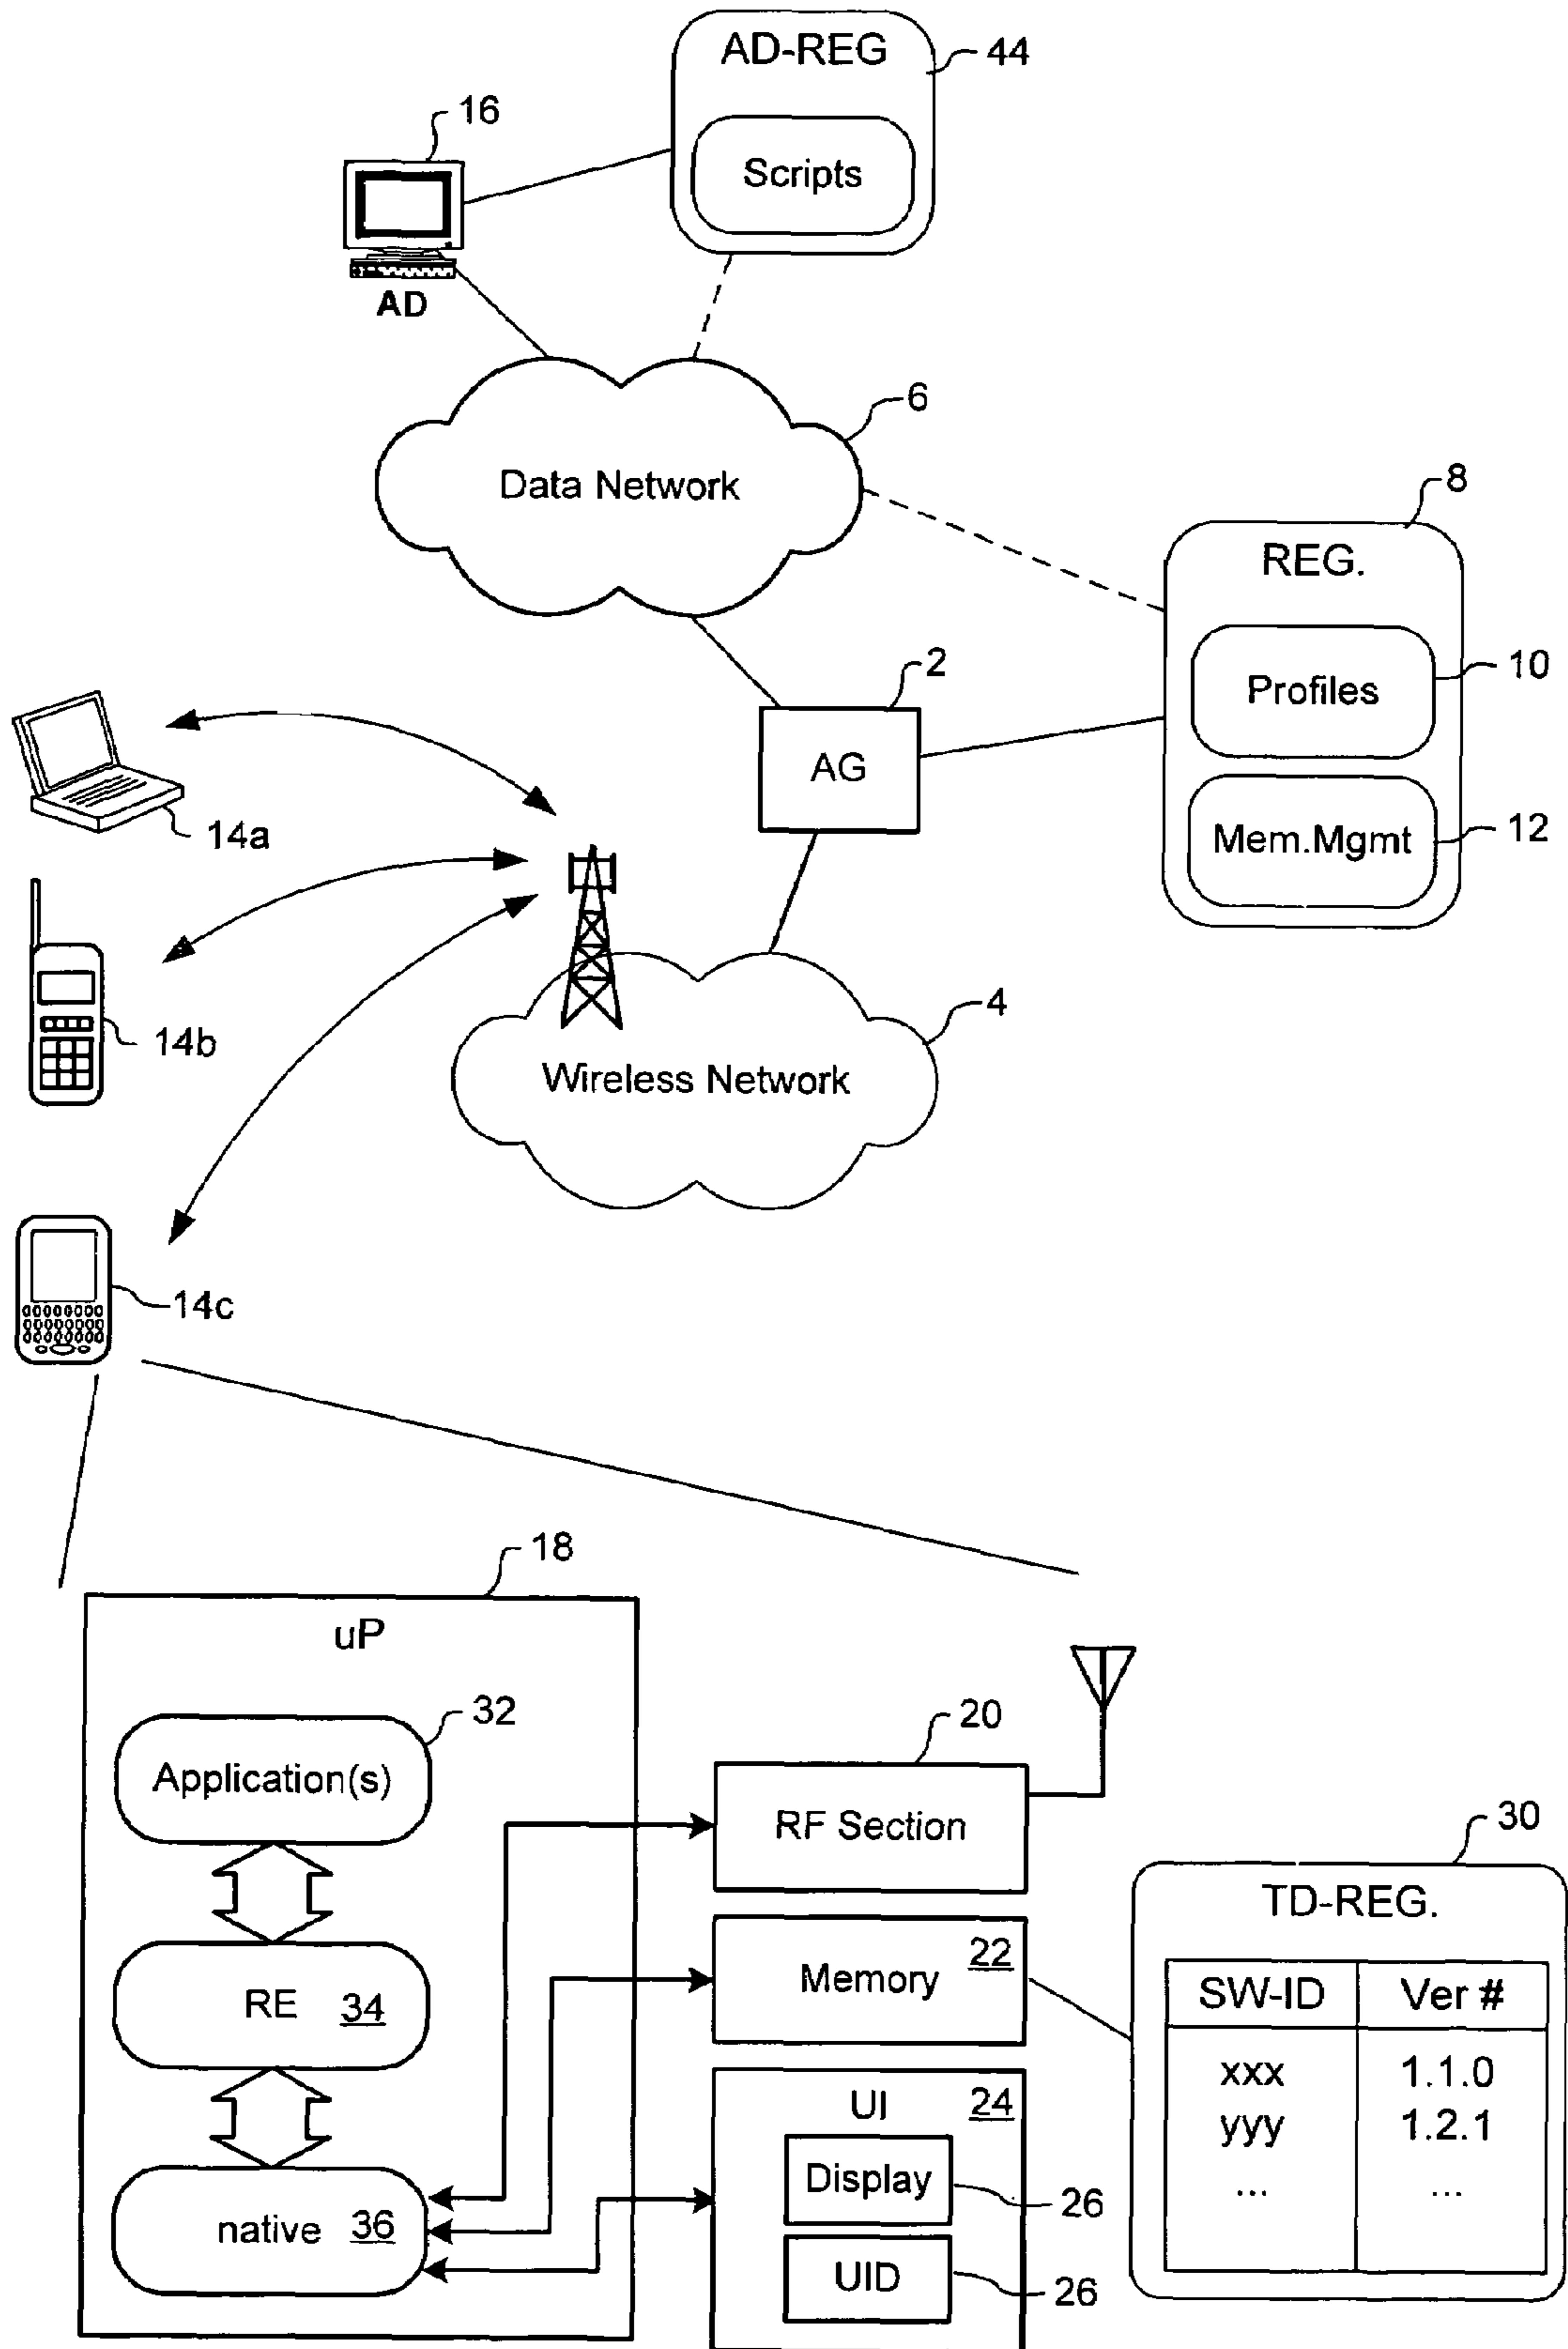 AD-REG
44
16
Scripts
AD
6
Data Network
8
REG.
2
10
Profiles
AG
14a
12
Mem.Mgmt
4
14b
Wireless Network
14c
18
uP
32
20
Application(s)
RF Section
30
TD-REG.
22
Memory
SW-ID Ver #
RE 34
xxx 1.1.0
UI 24
yyy 1.2.1
Display
26
... ...
native 36
UID
26